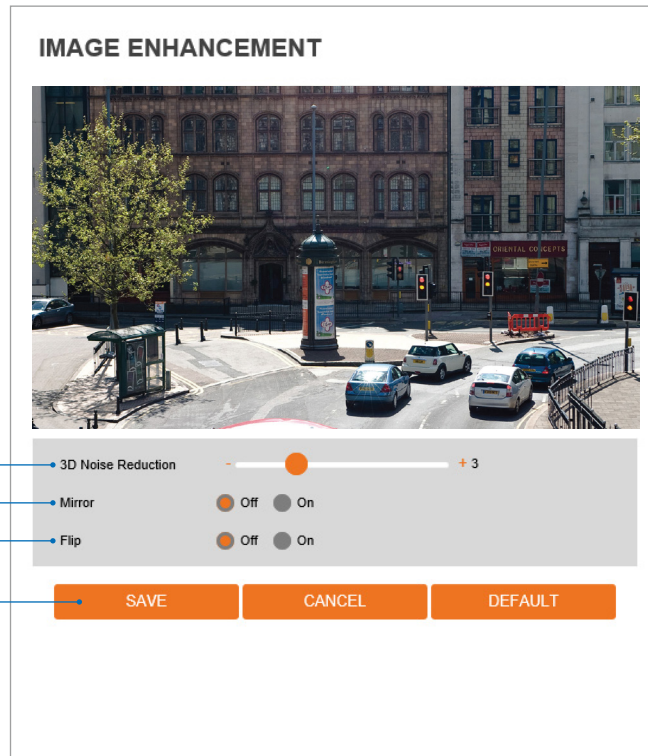 IMAGE ENHANCEMENT
ORIENTAL CONCEPTS
3D Noise Reduction - + 3
Mirror Off On
Flip Off On
SAVE CANCEL DEFAULT